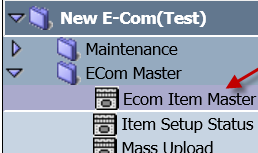 New E-Com(Test)
Maintenance
ECom Master
Ecom Item Master
Item Setup Status
Mass Upload